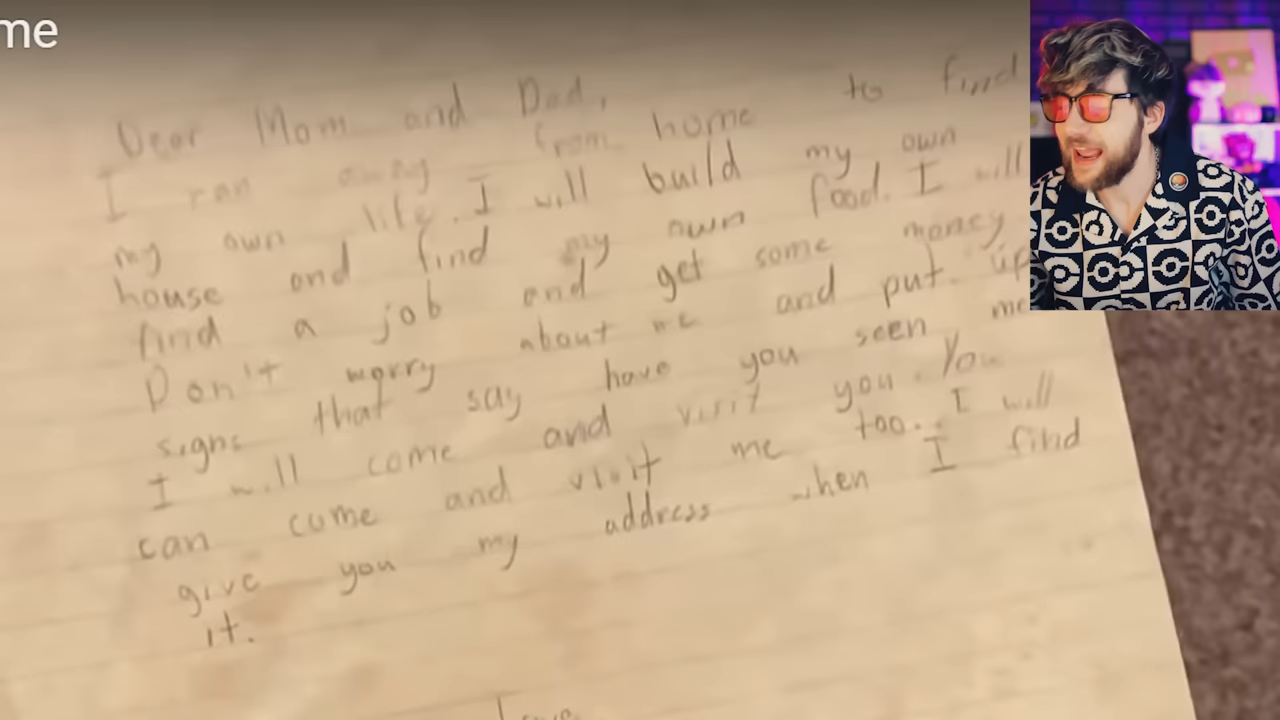 me
Dear Mom and Dad,
I ran away from home to find
my own life. I will build my own
house and find my own food. I will
find a job and get some money
Don't worry about me and put up
signs that say have you seen me
I will come and visit you. You
can come and visit me too. I will
give you my address when I find
it.
Love